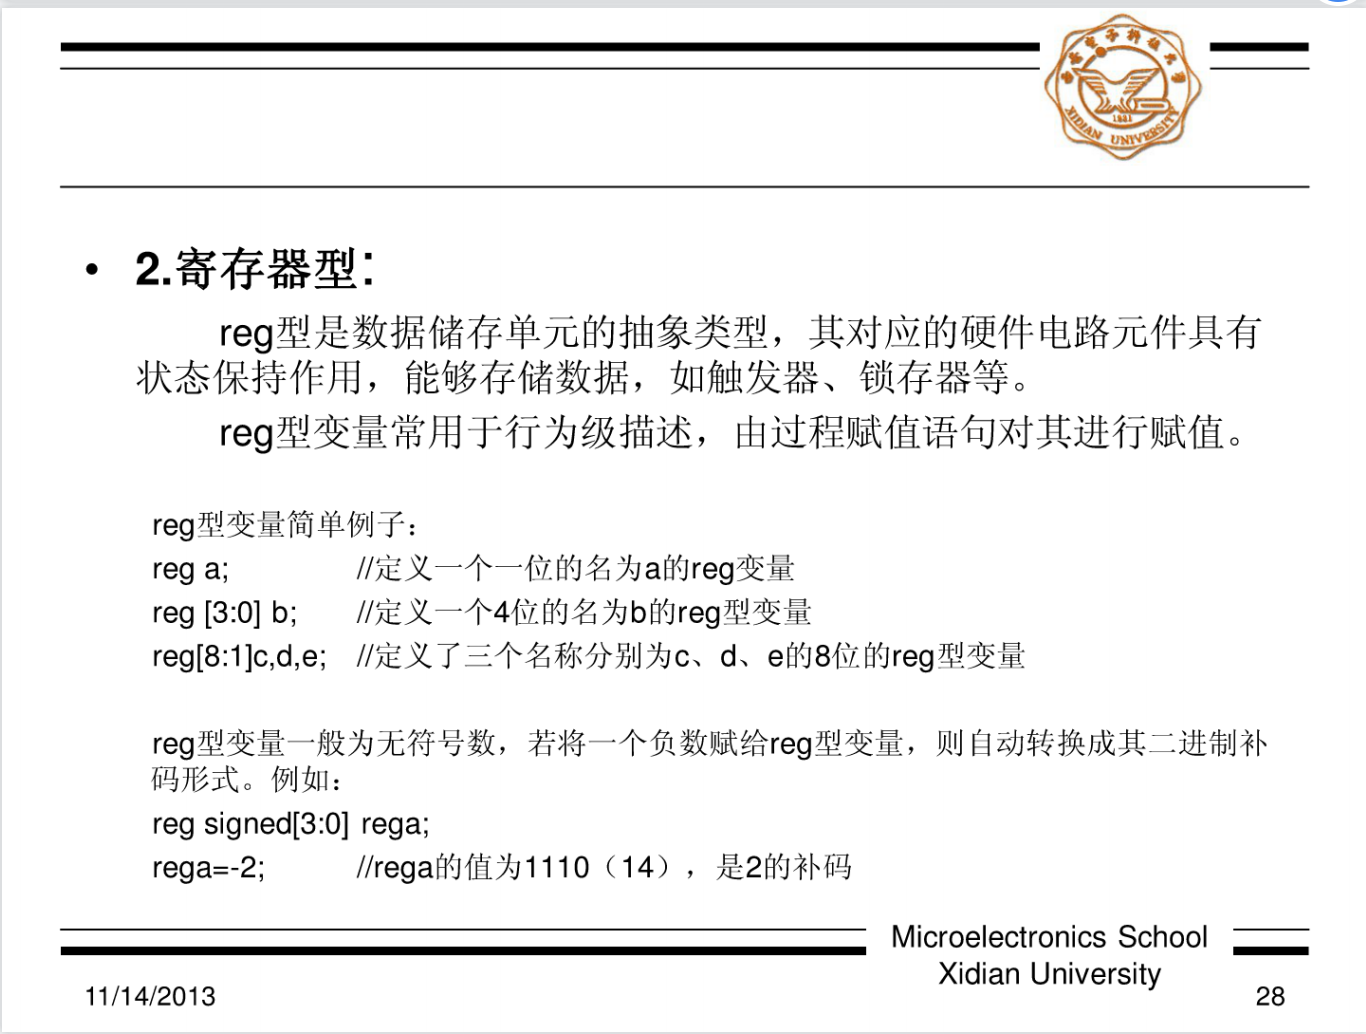 西安电子科技大学
1931
XIDIAN UNIVERSITY
• 2.寄存器型：
reg型是数据储存单元的抽象类型，其对应的硬件电路元件具有
状态保持作用，能够存储数据，如触发器、锁存器等。
reg型变量常用于行为级描述，由过程赋值语句对其进行赋值。
reg型变量简单例子：
reg a; //定义一个一位的名为a的reg变量
reg [3:0] b; //定义一个4位的名为b的reg型变量
reg[8:1]c,d,e; //定义了三个名称分别为c、d、e的8位的reg型变量
reg型变量一般为无符号数，若将一个负数赋给reg型变量，则自动转换成其二进制补
码形式。例如：
reg signed[3:0] rega;
rega=-2; //rega的值为1110（14），是2的补码
Microelectronics School
Xidian University
11/14/2013
28